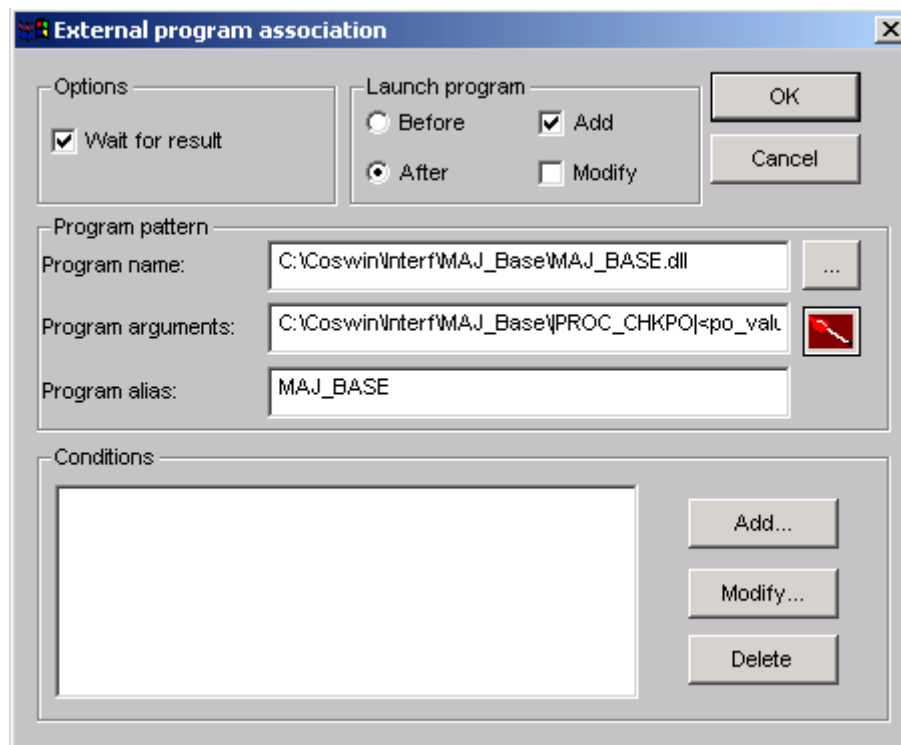 External program association
Options
Wait for result
Launch program
Before
Add
After
Modify
OK
Cancel
Program pattern
Program name:
C:\Coswin\Interf\MAJ_Base\MAJ_BASE.dll
...
Program arguments:
C:\Coswin\Interf\MAJ_Base\|PROC_CHKPO|<po_valu
Program alias:
MAJ_BASE
Conditions
Add...
Modify...
Delete